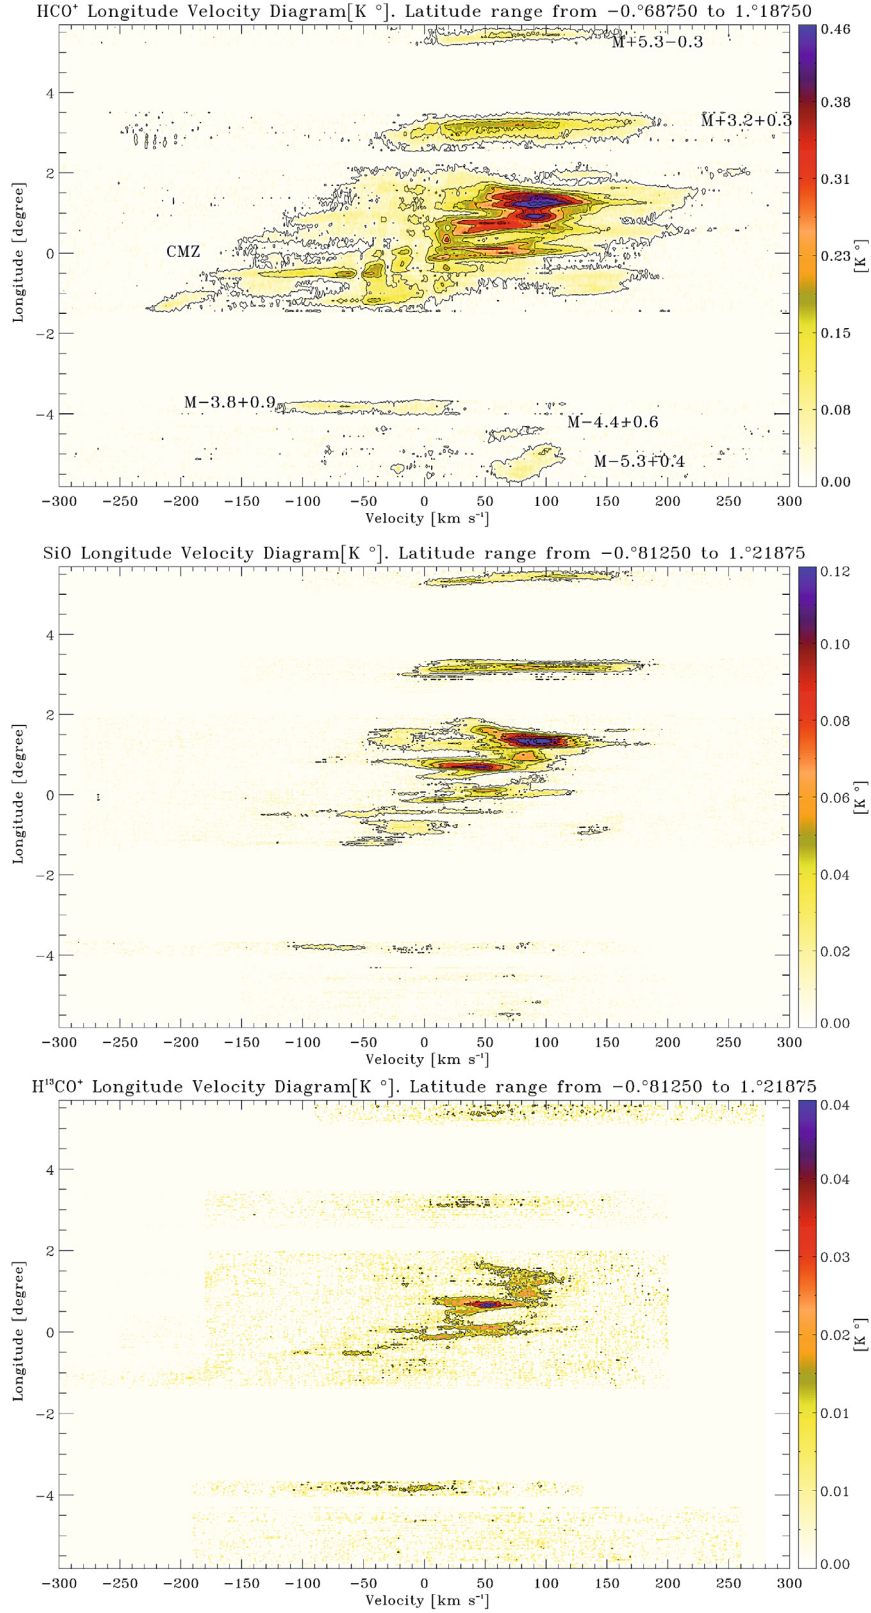 HCO⁺ Longitude Velocity Diagram[K °]. Latitude range from −0.°68750 to 1.°18750
M+5.3−0.3
M+3.2+0.3
CMZ
M−3.8+0.9
M−4.4+0.6
M−5.3+0.4
Longitude [degree]
4
2
0
−2
−4
−300 −250 −200 −150 −100 −50 0 50 100 150 200 250 300
Velocity [km s⁻¹]
0.46
0.38
0.31
0.23
0.15
0.08
0.00
[K °]
SiO Longitude Velocity Diagram[K °]. Latitude range from −0.°81250 to 1.°21875
Longitude [degree]
4
2
0
−2
−4
−300 −250 −200 −150 −100 −50 0 50 100 150 200 250 300
Velocity [km s⁻¹]
0.12
0.10
0.08
0.06
0.04
0.02
0.00
[K °]
H¹³CO⁺ Longitude Velocity Diagram[K °]. Latitude range from −0.°81250 to 1.°21875
Longitude [degree]
4
2
0
−2
−4
−300 −250 −200 −150 −100 −50 0 50 100 150 200 250 300
Velocity [km s⁻¹]
0.04
0.04
0.03
0.02
0.01
0.01
0.00
[K °]